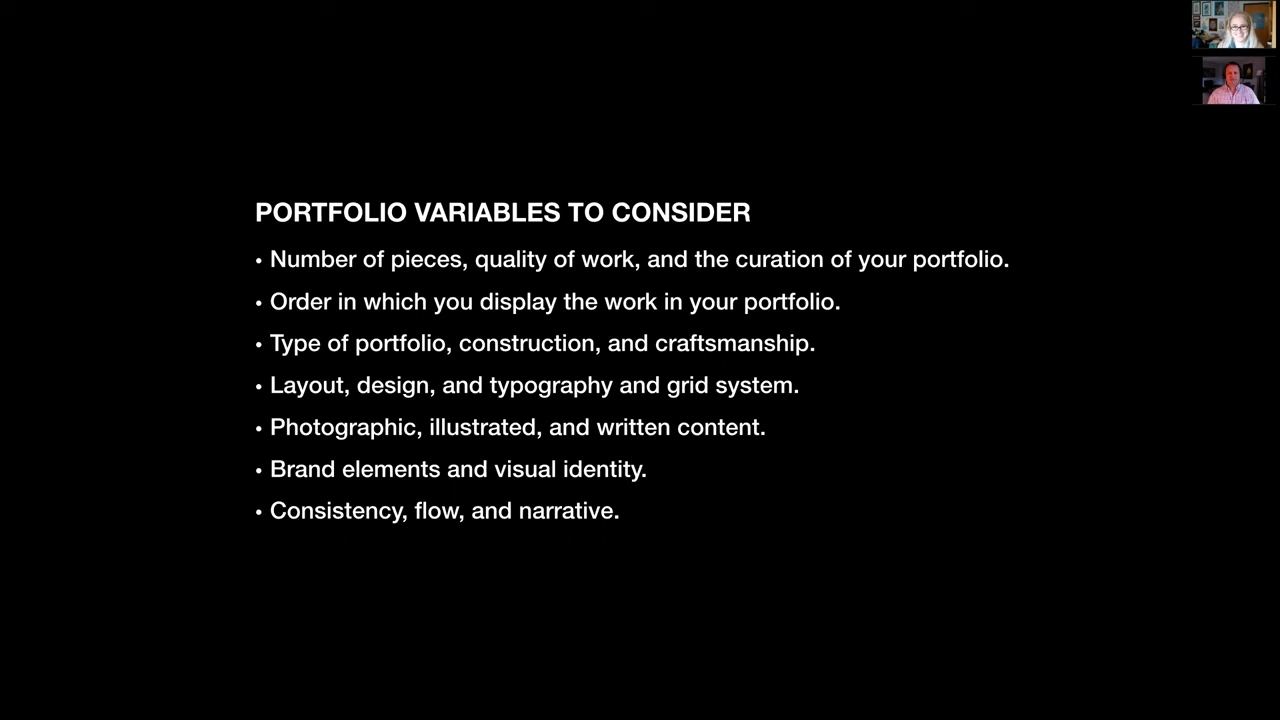 PORTFOLIO VARIABLES TO CONSIDER
• Number of pieces, quality of work, and the curation of your portfolio.
• Order in which you display the work in your portfolio.
• Type of portfolio, construction, and craftsmanship.
• Layout, design, and typography and grid system.
• Photographic, illustrated, and written content.
• Brand elements and visual identity.
• Consistency, flow, and narrative.